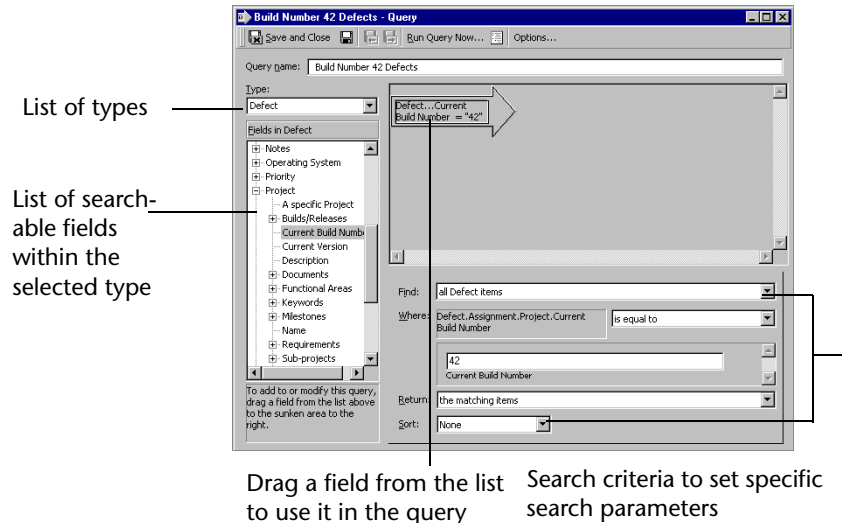 Build Number 42 Defects - Query
Save and Close Run Query Now... Options...
Query name: Build Number 42 Defects
Type:
Defect
Fields in Defect
Notes
Operating System
Priority
Project
A specific Project
Builds/Releases
Current Build Numbe
Current Version
Description
Documents
Functional Areas
Keywords
Milestones
Name
Requirements
Sub-projects
To add to or modify this query,
drag a field from the list above
to the sunken area to the
right.
Defect...Current
Build Number = "42"
Find: all Defect items
Where: Defect.Assignment.Project.Current
Build Number
is equal to
42
Current Build Number
Return: the matching items
Sort: None
List of types
List of search-
able fields
within the
selected type
Drag a field from the list
to use it in the query
Search criteria to set specific
search parameters